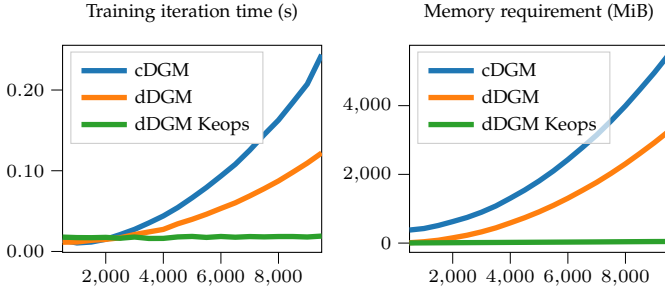 Training iteration time (s)
cDGM
dDGM
dDGM Keops
0.20
0.10
0.00
2,000 4,000 6,000 8,000
Memory requirement (MiB)
cDGM
dDGM
dDGM Keops
4,000
2,000
0
2,000 4,000 6,000 8,000